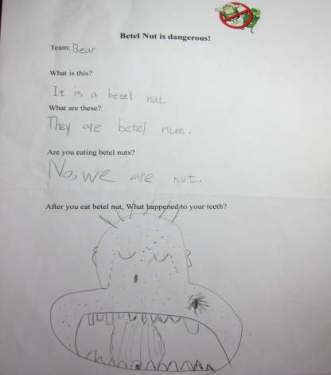 Betel Nut is dangerous!
Team: Bear
What is this?
It is a betel nut.
What are these?
They are betel nuts.
Are you eating betel nuts?
No, we are nut.
After you eat betel nut, What happened to your teeth?